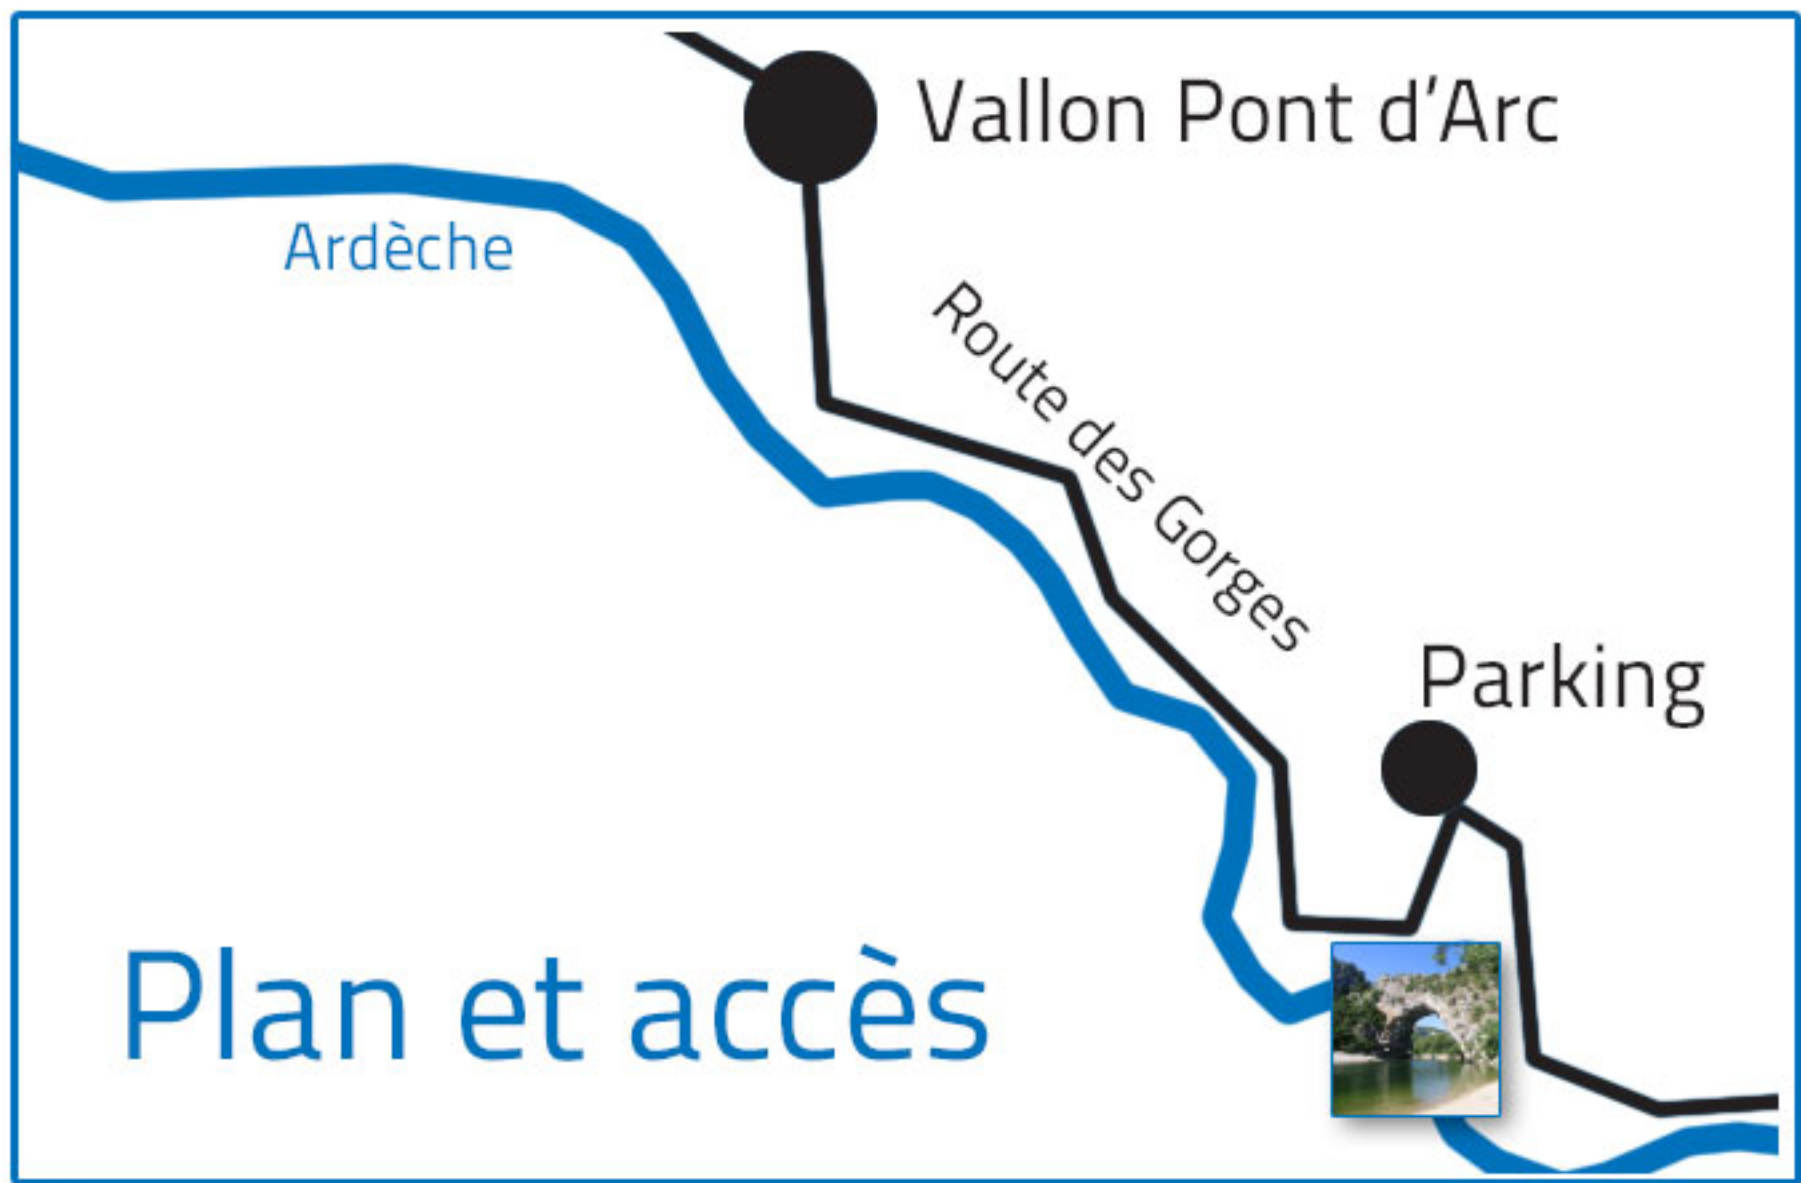 Vallon Pont d’Arc
Ardèche
Route des Gorges
Parking
Plan et accès